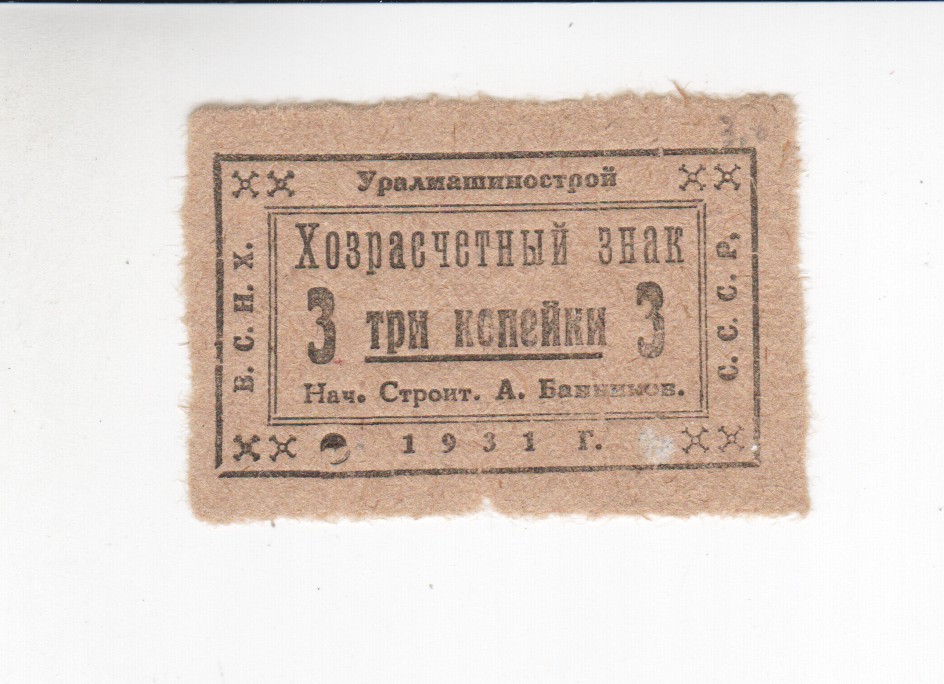 Уралмашинострой
В. С. Н. Х.
Хозрасчетный знак
3 три копейки 3
Нач. Строит. А. Банников.
С. С. С. Р,
1931 г.